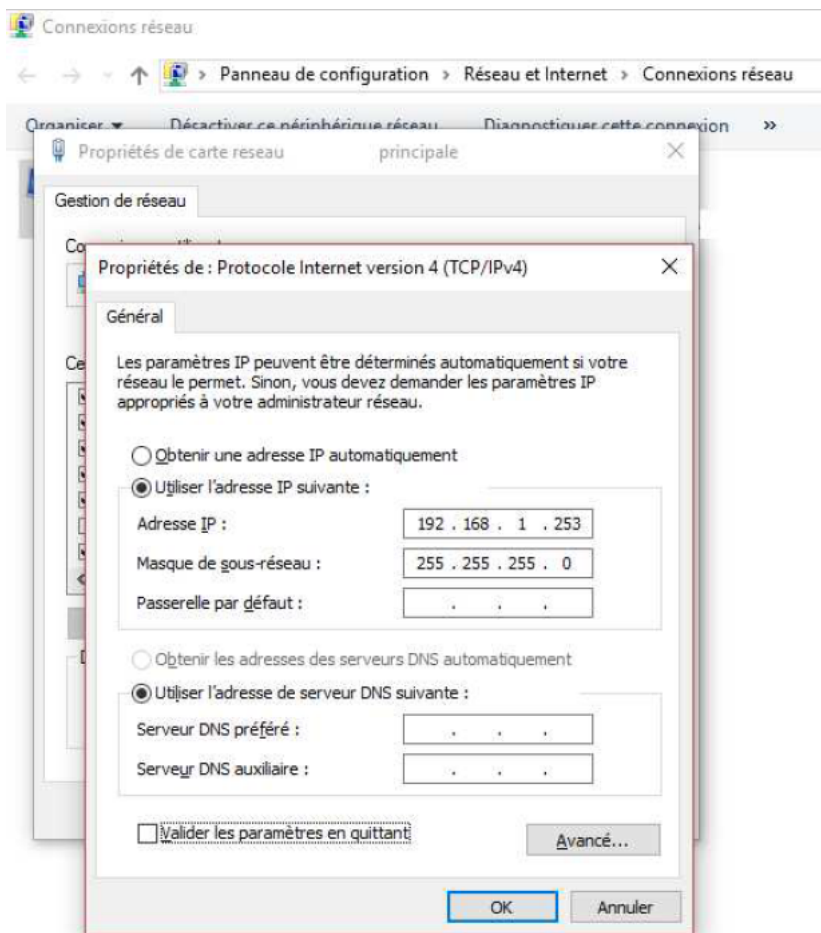 Connexions réseau
Panneau de configuration > Réseau et Internet > Connexions réseau
Organiser Désactiver ce périphérique réseau Diagnostiquer cette connexion »
Propriétés de carte reseau principale
Gestion de réseau
Propriétés de : Protocole Internet version 4 (TCP/IPv4)
Général
Les paramètres IP peuvent être déterminés automatiquement si votre
réseau le permet. Sinon, vous devez demander les paramètres IP
appropriés à votre administrateur réseau.
Obtenir une adresse IP automatiquement
Utiliser l'adresse IP suivante :
Adresse IP : 192 . 168 . 1 . 253
Masque de sous-réseau : 255 . 255 . 255 . 0
Passerelle par défaut : . . .
Obtenir les adresses des serveurs DNS automatiquement
Utiliser l'adresse de serveur DNS suivante :
Serveur DNS préféré : . . .
Serveur DNS auxiliaire : . . .
Valider les paramètres en quittant
Avancé...
OK Annuler